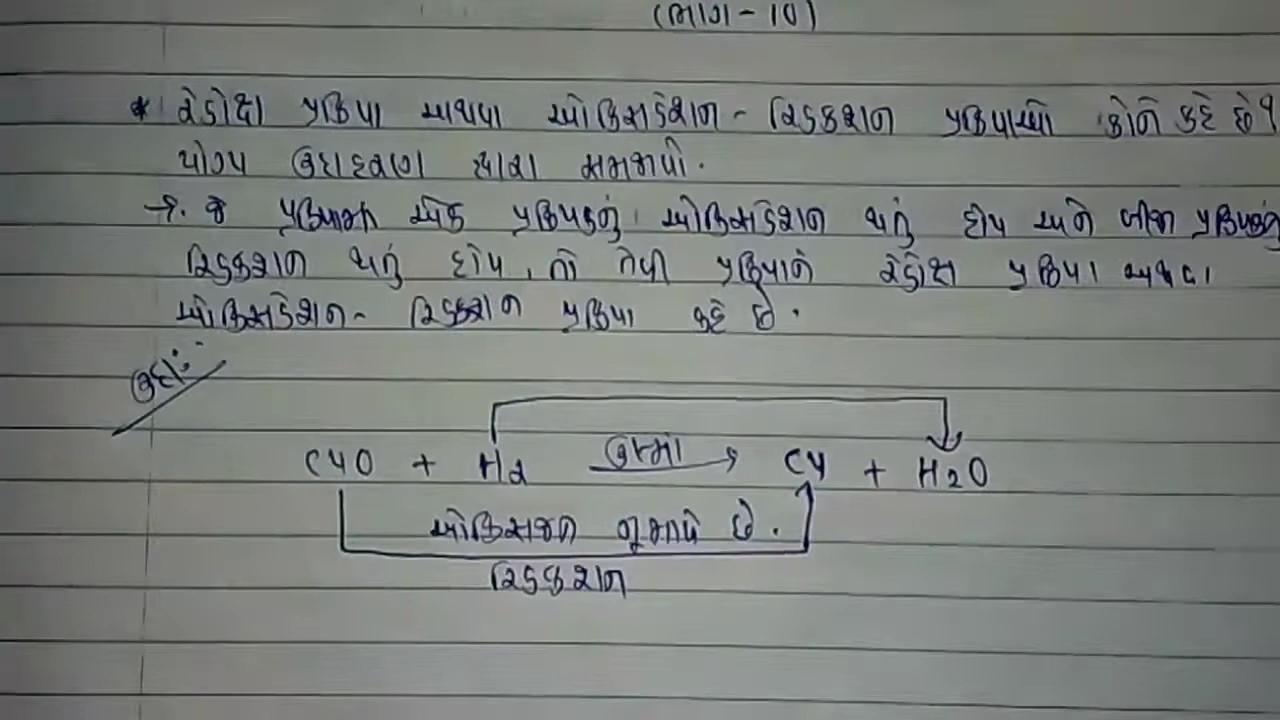 (ભાગ - 10)
* રેડોક્ષ પ્રક્રિયા અથવા ઓક્સિડેશન - રિડક્શન પ્રક્રિયાઓ કોને કહે છે ?
યોગ્ય ઉદાહરણ સાથે સમજાવો.
→ જે પ્રક્રિયામાં એક પ્રક્રિયકનું ઓક્સિડેશન થતું હોય અને બીજા પ્રક્રિયકનું
રિડક્શન થતું હોય, તો તેવી પ્રક્રિયાને રેડોક્ષ પ્રક્રિયા અથવા
ઓક્સિડેશન - રિડક્શન પ્રક્રિયા કહે છે.
ઉદા:-
CuO + H2 ઉષ્મા → Cu + H2O
ઓક્સિજન ગુમાવે છે.
રિડક્શન